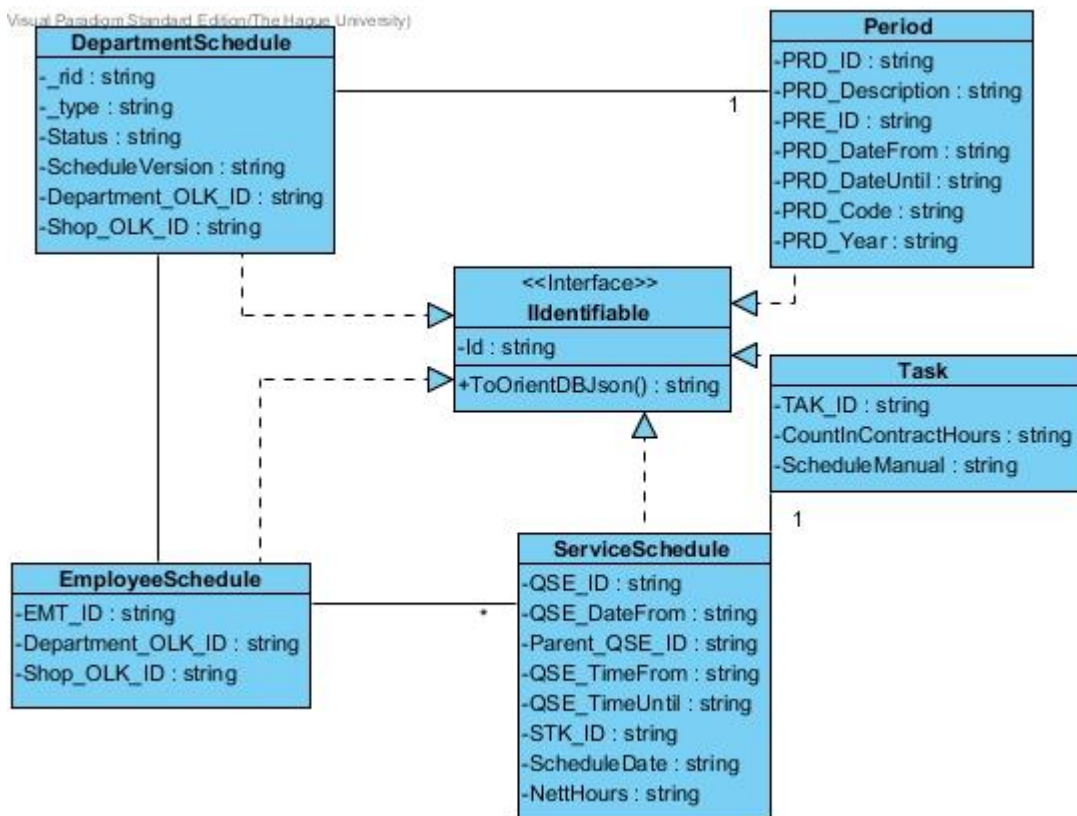 Visual Paradigm Standard Edition(The Hague University)
DepartmentSchedule
-_rid : string
-_type : string
-Status : string
-ScheduleVersion : string
-Department_OLK_ID : string
-Shop_OLK_ID : string
Period
-PRD_ID : string
-PRD_Description : string
-PRE_ID : string
-PRD_DateFrom : string
-PRD_DateUntil : string
-PRD_Code : string
-PRD_Year : string
1
<<Interface>>
IIdentifiable
-Id : string
+ToOrientDBJson() : string
Task
-TAK_ID : string
-CountInContractHours : string
-ScheduleManual : string
1
EmployeeSchedule
-EMT_ID : string
-Department_OLK_ID : string
-Shop_OLK_ID : string
*
ServiceSchedule
-QSE_ID : string
-QSE_DateFrom : string
-Parent_QSE_ID : string
-QSE_TimeFrom : string
-QSE_TimeUntil : string
-STK_ID : string
-ScheduleDate : string
-NettHours : string